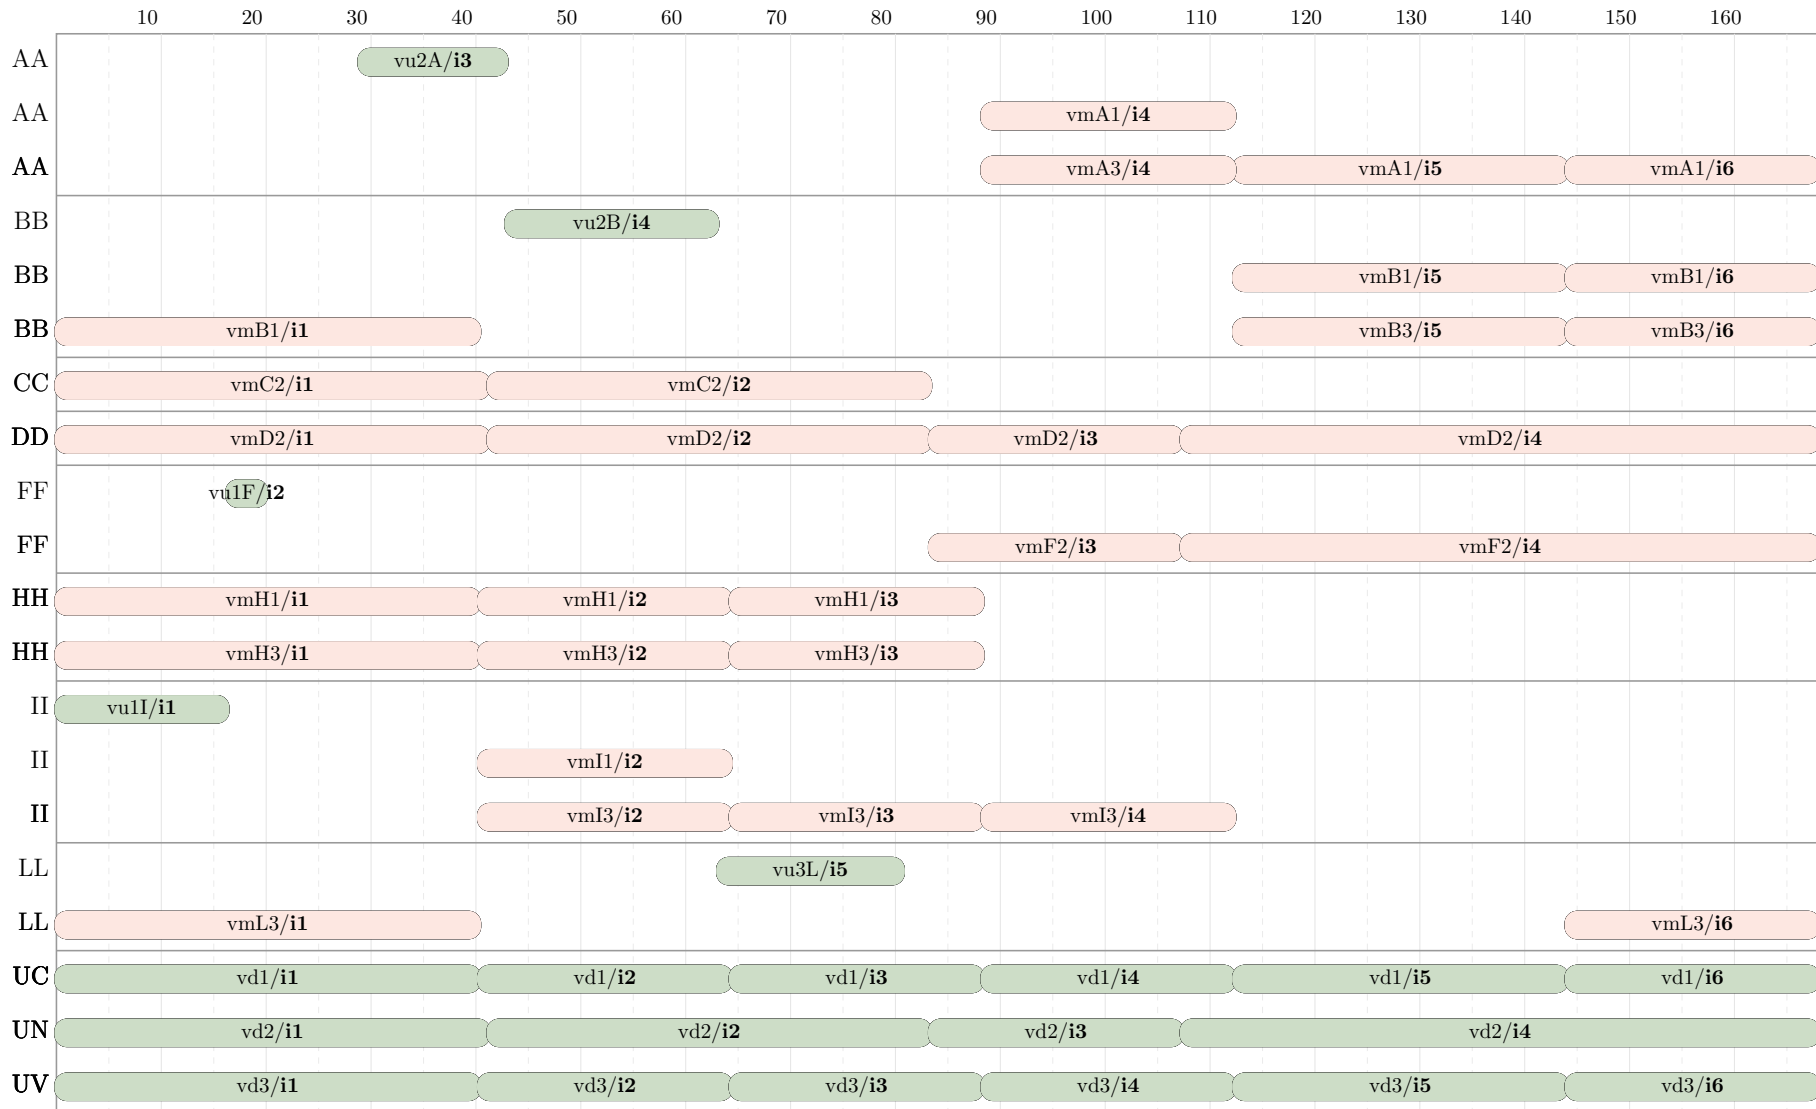 10 20 30 40 50 60 70 80 90 100 110 120 130 140 150 160
AA vu2A/i3
AA vmA1/i4
AA vmA3/i4 vmA1/i5 vmA1/i6
BB vu2B/i4
BB vmB1/i5 vmB1/i6
BB vmB1/i1 vmB3/i5 vmB3/i6
CC vmC2/i1 vmC2/i2
DD vmD2/i1 vmD2/i2 vmD2/i3 vmD2/i4
FF vu1F/i2
FF vmF2/i3 vmF2/i4
HH vmH1/i1 vmH1/i2 vmH1/i3
HH vmH3/i1 vmH3/i2 vmH3/i3
II vu1I/i1
II vmI1/i2
II vmI3/i2 vmI3/i3 vmI3/i4
LL vu3L/i5
LL vmL3/i1 vmL3/i6
UC vd1/i1 vd1/i2 vd1/i3 vd1/i4 vd1/i5 vd1/i6
UN vd2/i1 vd2/i2 vd2/i3 vd2/i4
UV vd3/i1 vd3/i2 vd3/i3 vd3/i4 vd3/i5 vd3/i6